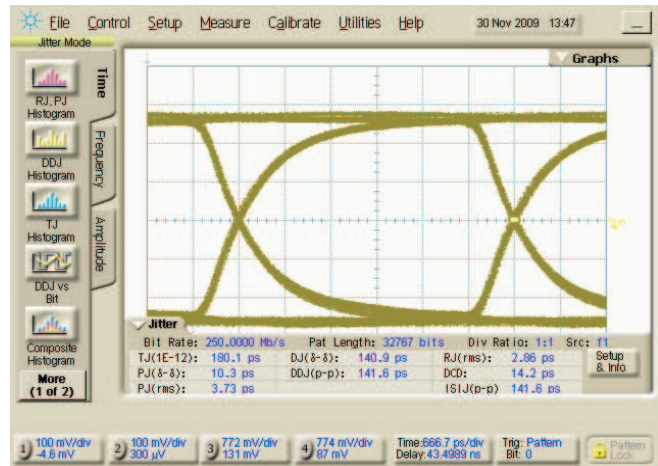 File Control Setup Measure Calibrate Utilities Help 30 Nov 2009 13:47
Jitter Mode
Graphs
Time
Frequency
Amplitude
RJ, PJ
Histogram
DDJ
Histogram
TJ
Histogram
DDJ vs
Bit
Composite
Histogram
More
(1 of 2)
Jitter
Bit Rate: 250.0000 Mb/s Pat Length: 32767 bits Div Ratio: 1:1 Src: f1
TJ(1E-12): 180.1 ps DJ(δ-δ): 140.9 ps RJ(rms): 2.86 ps
PJ(δ-δ): 10.3 ps DDJ(p-p): 141.6 ps DCD: 14.2 ps
PJ(rms): 3.73 ps ISIJ(p-p) 141.6 ps
Setup
& Info
1) 100 mV/div
-4.6 mV
2) 100 mV/div
300 µV
3) 772 mV/div
131 mV
4) 774 mV/div
87 mV
Time:666.7 ps/div
Delay:43.4989 ns
Trig: Pattern
Bit: 0
Pattern
Lock